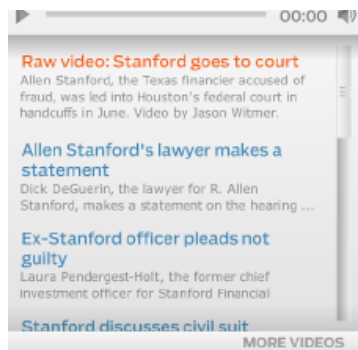 00:00
Raw video: Stanford goes to court
Allen Stanford, the Texas financier accused of
fraud, was led into Houston's federal court in
handcuffs in June. Video by Jason Witmer.
Allen Stanford's lawyer makes a
statement
Dick DeGuerin, the lawyer for R. Allen
Stanford, makes a statement on the hearing ...
Ex-Stanford officer pleads not
guilty
Laura Pendergest-Holt, the former chief
investment officer for Stanford Financial
Stanford discusses civil suit
MORE VIDEOS